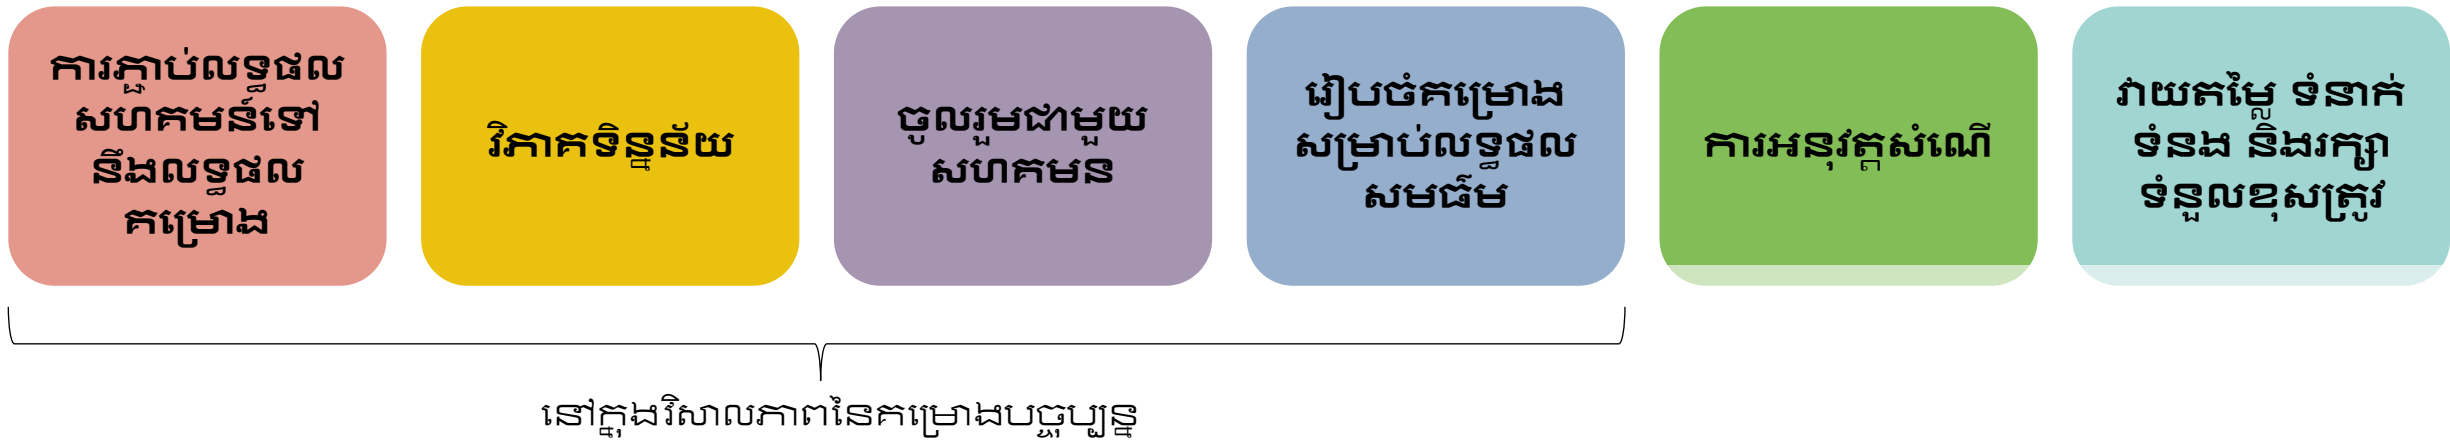 ការភ្ជាប់លទ្ធផល
សហគមន៍ទៅ
នឹងលទ្ធផល
គម្រោង
វិភាគទិន្នន័យ
ចូលរួមជាមួយ
សហគមន
រៀបចំគម្រោង
សម្រាប់លទ្ធផល
សមធ៌ម
ការអនុវត្តសំណើ
វាយតម្លៃ ទំនាក់
ទំនង និងរក្សា
ទំនួលខុសត្រូវ
នៅក្នុងវិសាលភាពនៃគម្រោងបច្ចុប្បន្ន